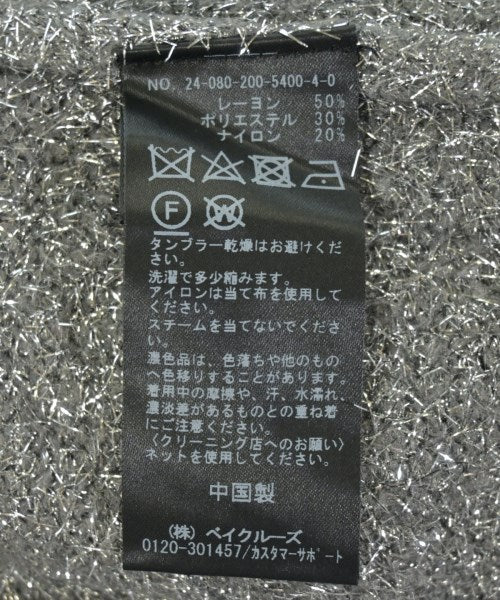 NO. 24-080-200-5400-4-0
レーヨン 50%
ポリエステル 30%
ナイロン 20%
F
W
タンブラー乾燥はお避けくだ
さい。
洗濯で多少縮みます。
アイロンは当て布を使用して
ください。
スチームを当てないでくださ
い。
濃色品は、色落ちや他のもの
へ色移りすることがあります。
着用中の摩擦や、汗、水濡れ、
濃淡差があるものとの重ね着
にご注意ください。
〈クリーニング店へのお願い〉
ネットを使用してください。
中国製
(株) ベイクルーズ
0120-301457/カスタマーサポート